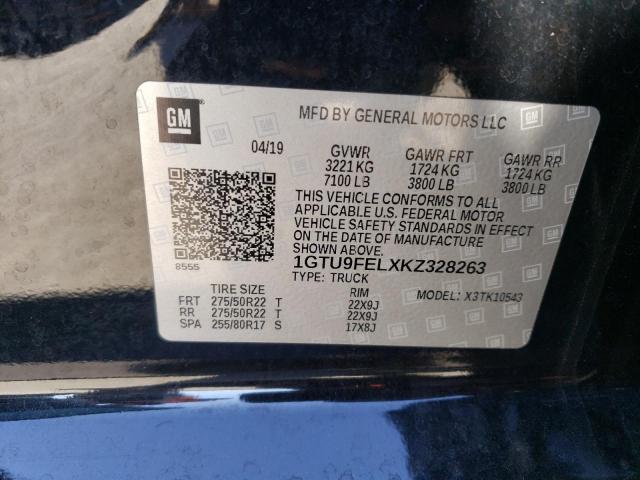 GM
MFD BY GENERAL MOTORS LLC
04/19 GVWR GAWR FRT GAWR RR
3221 KG 1724 KG 1724 KG
7100 LB 3800 LB 3800 LB
THIS VEHICLE CONFORMS TO ALL
APPLICABLE U.S. FEDERAL MOTOR
VEHICLE SAFETY STANDARDS IN EFFECT
ON THE DATE OF MANUFACTURE
SHOWN ABOVE.
8555
1GTU9FELXKZ328263
TYPE: TRUCK
TIRE SIZE RIM MODEL: X3TK10543
FRT 275/50R22 T 22X9J
RR 275/50R22 T 22X9J
SPA 255/80R17 S 17X8J